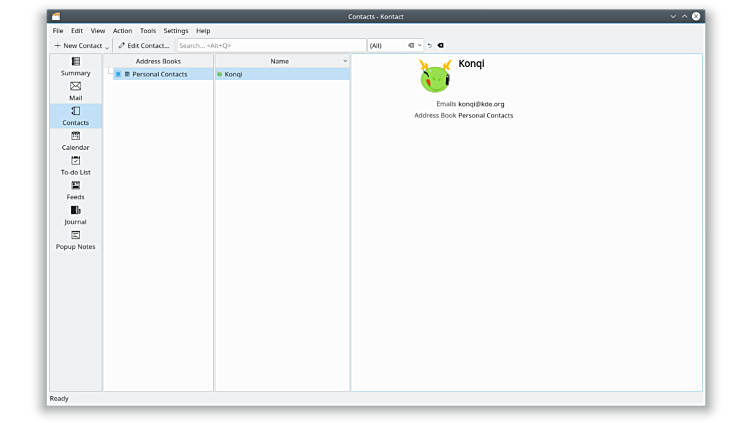 Contacts - Kontact
File Edit View Action Tools Settings Help
New Contact Edit Contact... Search... <Alt+Q> (All)
Address Books
Personal Contacts
Name
Konqi
Summary
Mail
Contacts
Calendar
To-do List
Feeds
Journal
Popup Notes
Konqi
Emails konqi@kde.org
Address Book Personal Contacts
Ready